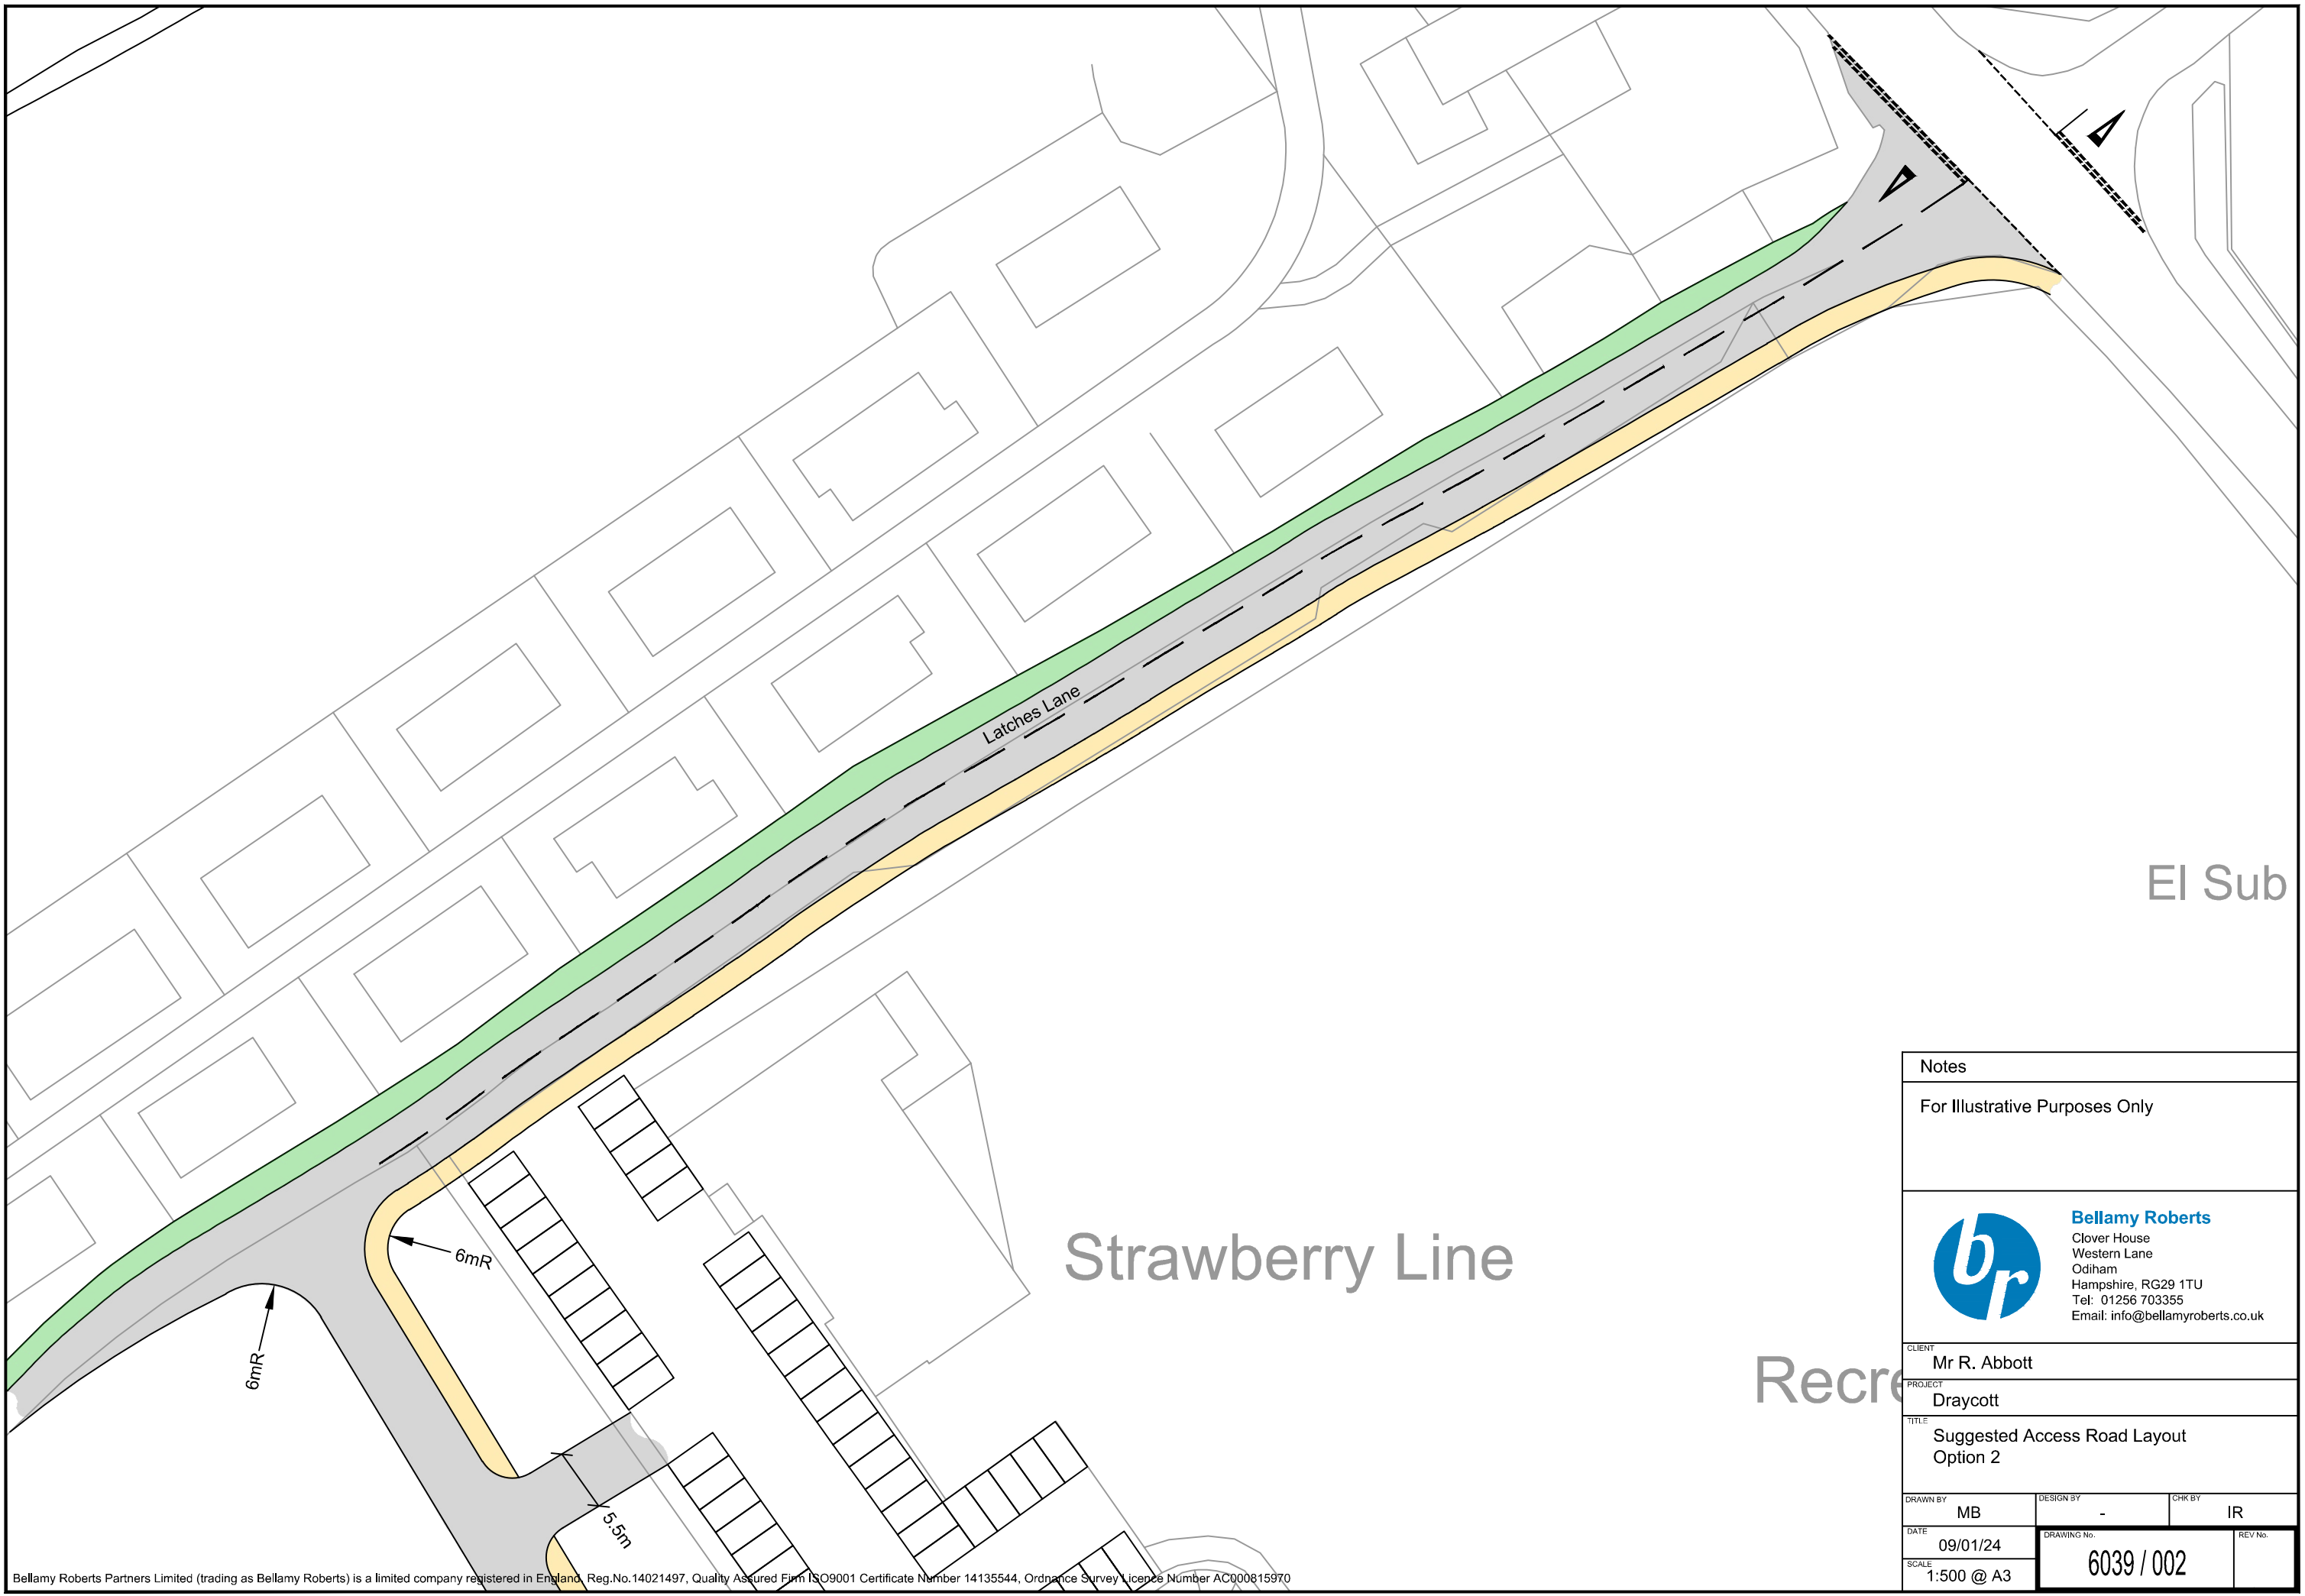 Latches Lane
El Sub
6mR
6mR
Strawberry Line
Recre
5.5m
Notes
For Illustrative Purposes Only
br
Bellamy Roberts
Clover House
Western Lane
Odiham
Hampshire, RG29 1TU
Tel: 01256 703355
Email: info@bellamyroberts.co.uk
CLIENT
Mr R. Abbott
PROJECT
Draycott
TITLE
Suggested Access Road Layout
Option 2
DRAWN BY
MB
DESIGN BY
-
CHK BY
IR
DATE
09/01/24
SCALE
1:500 @ A3
DRAWING No.
6039 / 002
REV No.
Bellamy Roberts Partners Limited (trading as Bellamy Roberts) is a limited company registered in England, Reg.No.14021497, Quality Assured Firm ISO9001 Certificate Number 14135544, Ordnance Survey Licence Number AC000815970